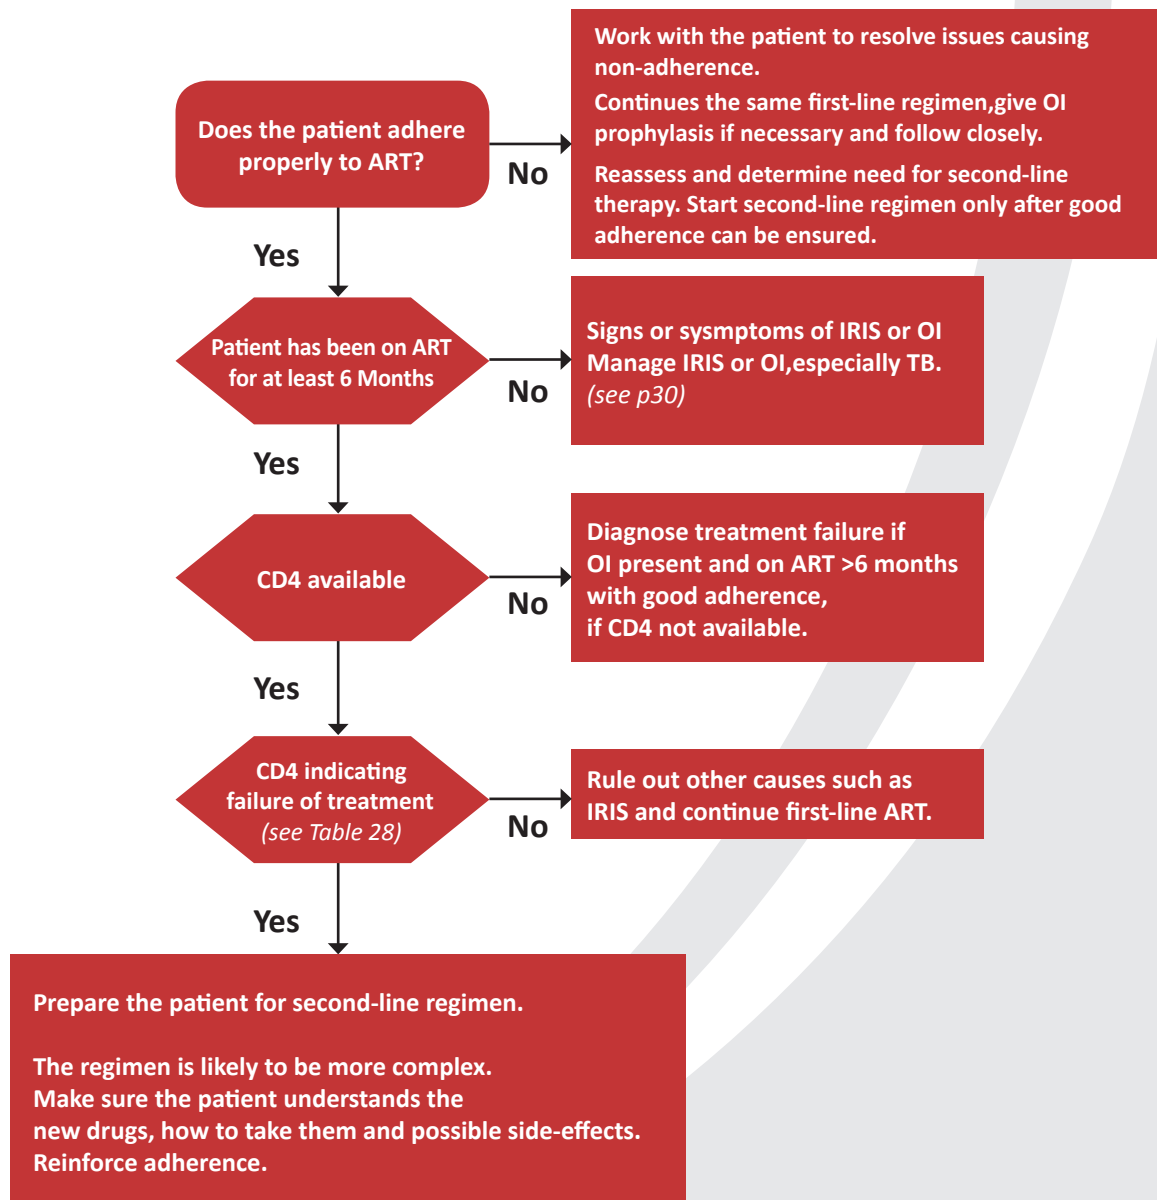 Does the patient adhere
properly to ART?
No
Work with the patient to resolve issues causing
non-adherence.
Continues the same first-line regimen,give OI
prophylasis if necessary and follow closely.
Reassess and determine need for second-line
therapy. Start second-line regimen only after good
adherence can be ensured.
Yes
Patient has been on ART
for at least 6 Months
No
Signs or sysmptoms of IRIS or OI
Manage IRIS or OI,especially TB.
(see p30)
Yes
CD4 available
No
Diagnose treatment failure if
OI present and on ART >6 months
with good adherence,
if CD4 not available.
Yes
CD4 indicating
failure of treatment
(see Table 28)
No
Rule out other causes such as
IRIS and continue first-line ART.
Yes
Prepare the patient for second-line regimen.
The regimen is likely to be more complex.
Make sure the patient understands the
new drugs, how to take them and possible side-effects.
Reinforce adherence.